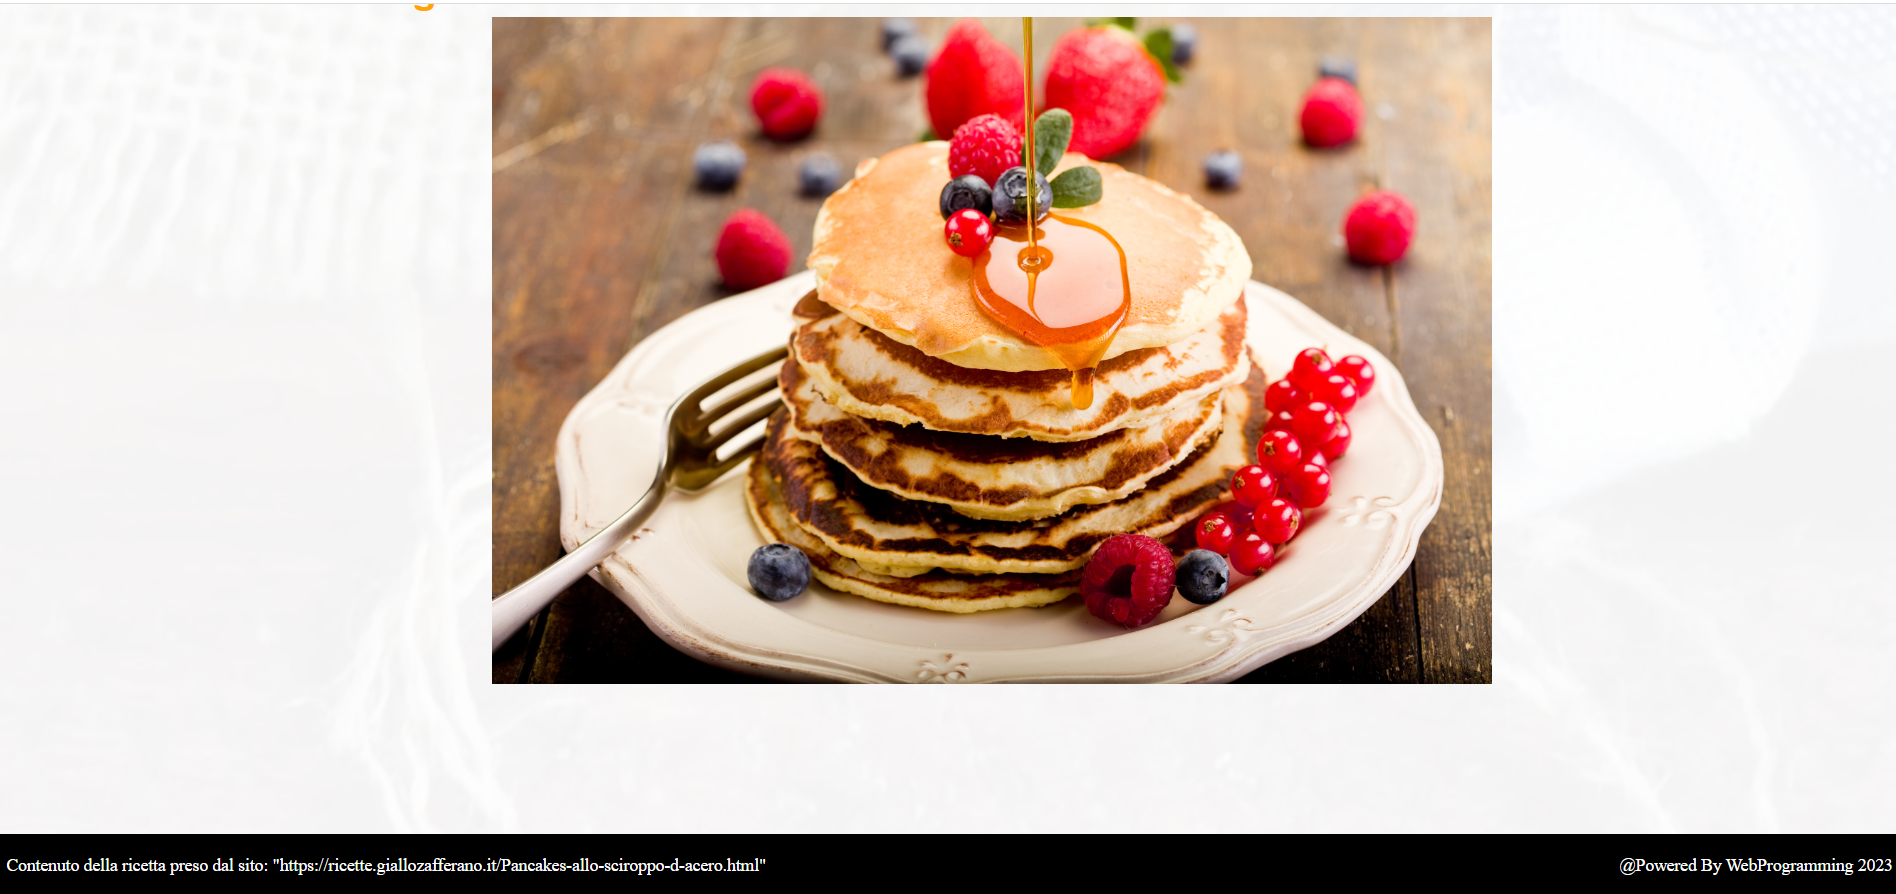 Contenuto della ricetta preso dal sito: "https://ricette.giallozafferano.it/Pancakes-allo-sciroppo-d-acero.html"
@Powered By WebProgramming 2023